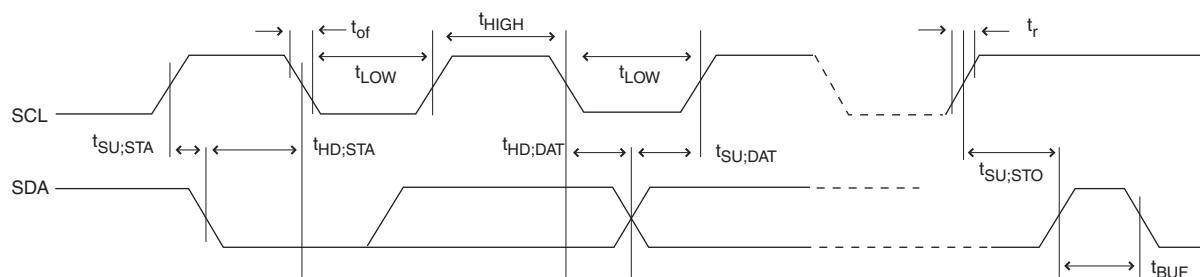 tof
tHIGH
tr
tLOW
tLOW
SCL
tSU;STA
tHD;STA
tHD;DAT
tSU;DAT
tSU;STO
SDA
tBUF